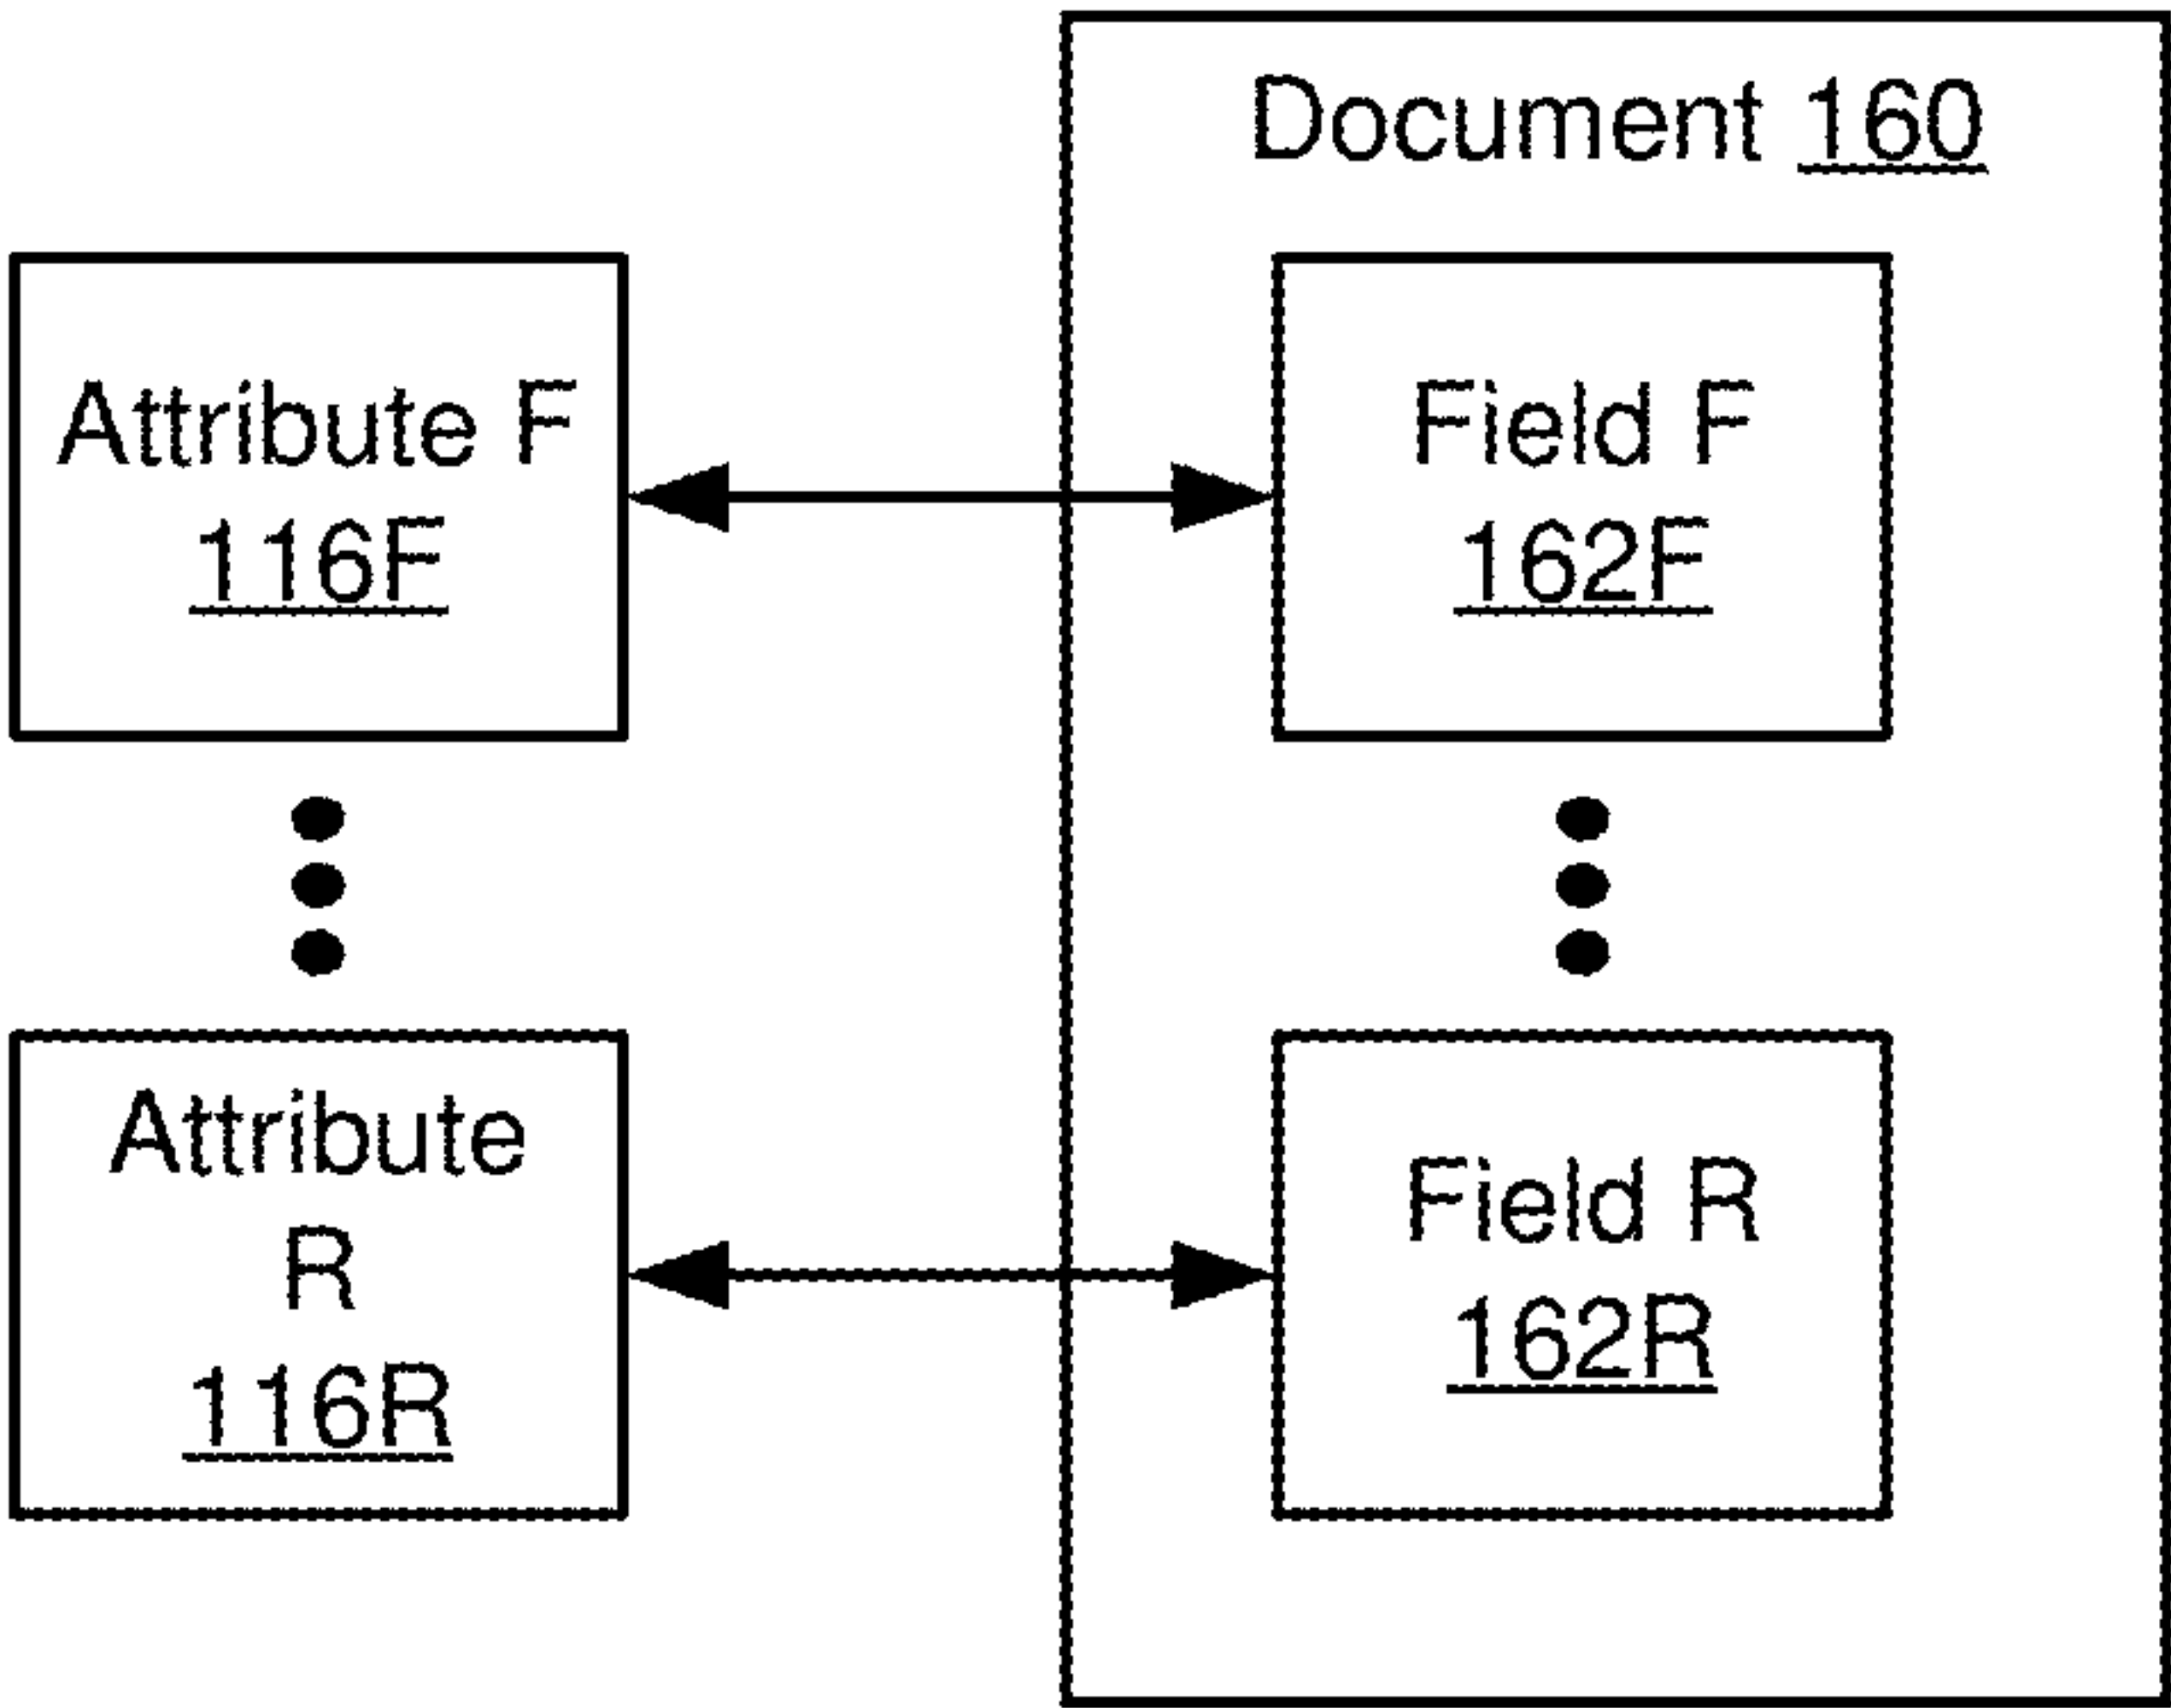 Document 160
Attribute F
116F
Field F
162F
Attribute
R
116R
Field R
162R